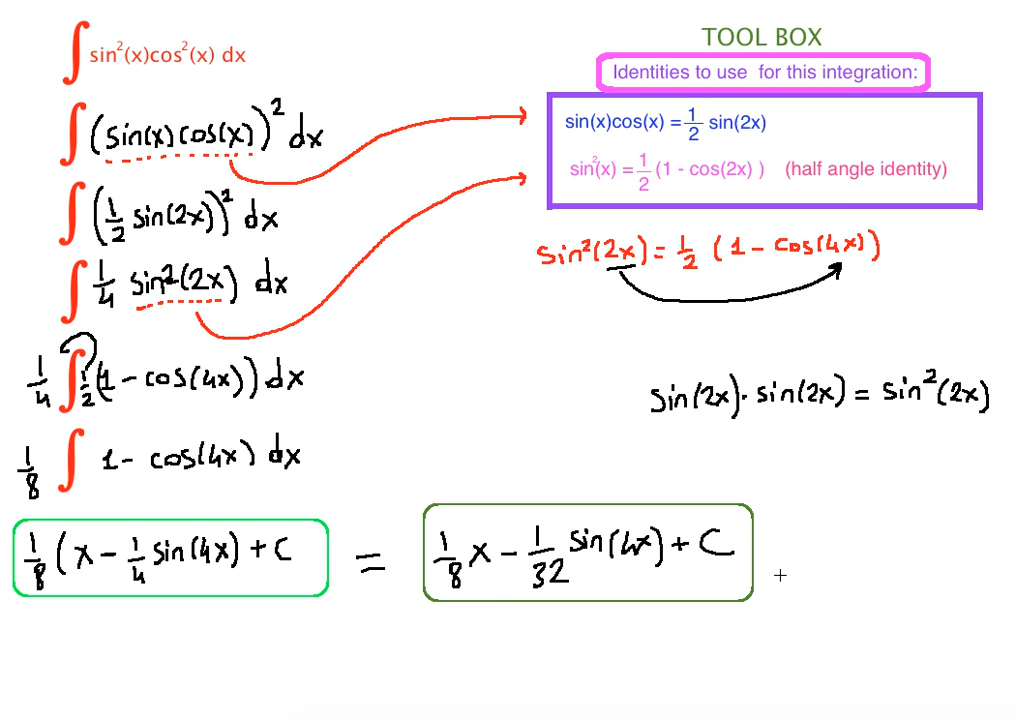 ∫ sin²(x)cos²(x) dx
∫ (sin(x) cos(x))² dx
∫ (1/2 sin(2x))² dx
∫ 1/4 sin²(2x) dx
1/4 ∫ 1/2 (1 - cos(4x)) dx
1/8 ∫ 1 - cos(4x) dx
1/8 (x - 1/4 sin(4x) + C = 1/8 x - 1/32 sin(4x) + C
TOOL BOX
Identities to use for this integration:
sin(x)cos(x) = 1/2 sin(2x)
sin²(x) = 1/2 (1 - cos(2x) ) (half angle identity)
sin²(2x) = 1/2 (1 - cos(4x))
sin(2x) · sin(2x) = sin²(2x)